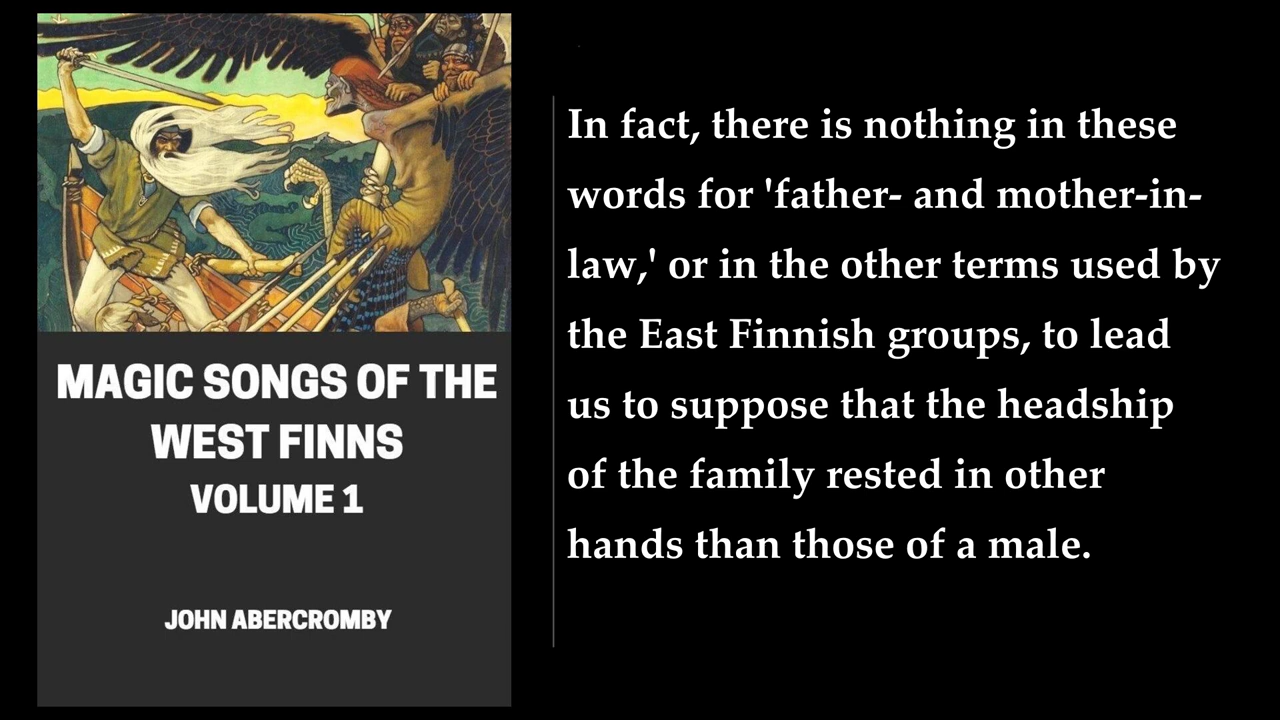 MAGIC SONGS OF THE
WEST FINNS
VOLUME 1
JOHN ABERCROMBY
In fact, there is nothing in these
words for 'father- and mother-in-
law,' or in the other terms used by
the East Finnish groups, to lead
us to suppose that the headship
of the family rested in other
hands than those of a male.